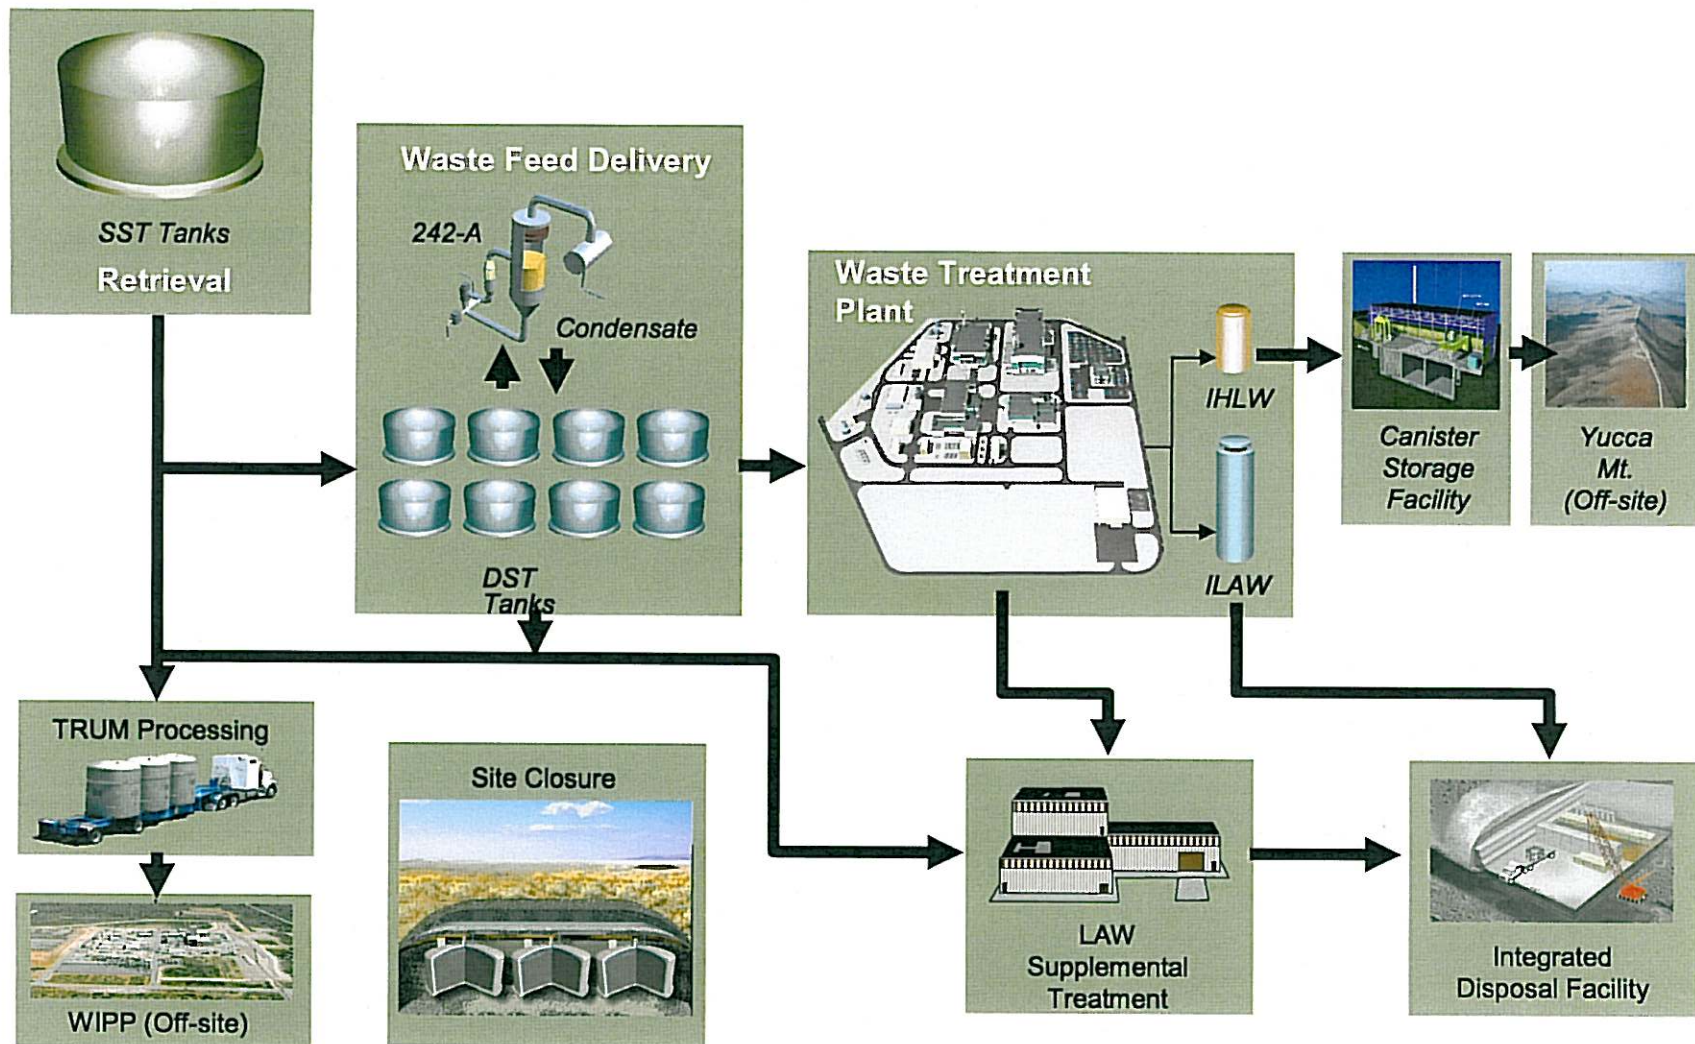 SST Tanks
Retrieval
Waste Feed Delivery
242-A
Condensate
DST
Tanks
Waste Treatment
Plant
IHLW
ILAW
Canister
Storage
Facility
Yucca
Mt.
(Off-site)
TRUM Processing
WIPP (Off-site)
Site Closure
LAW
Supplemental
Treatment
Integrated
Disposal Facility